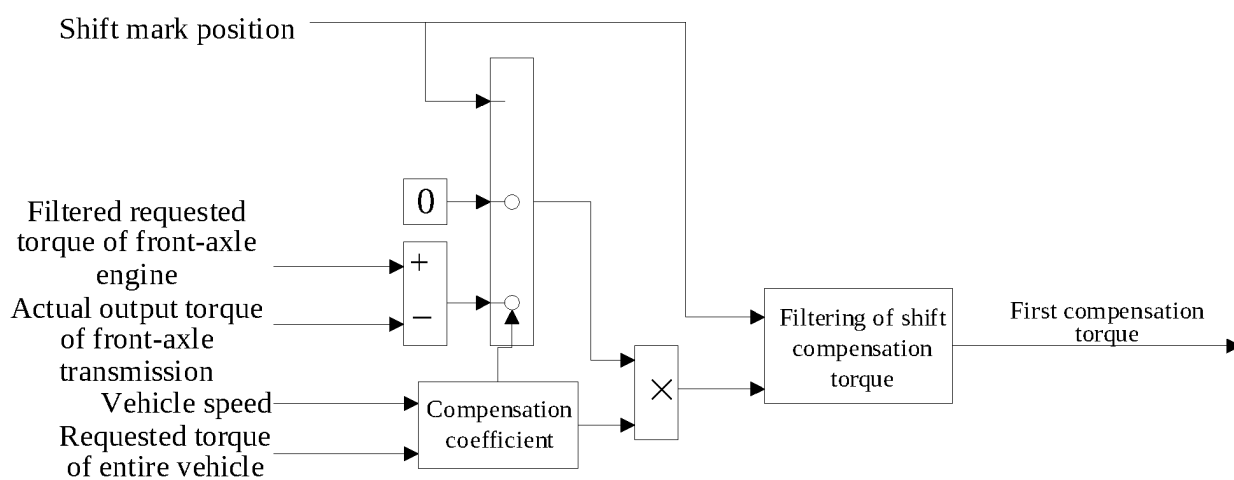 Shift mark position
0
Filtered requested
torque of front-axle
engine
+
−
Actual output torque
of front-axle
transmission
Vehicle speed
Requested torque
of entire vehicle
Compensation
coefficient
×
Filtering of shift
compensation
torque
First compensation
torque